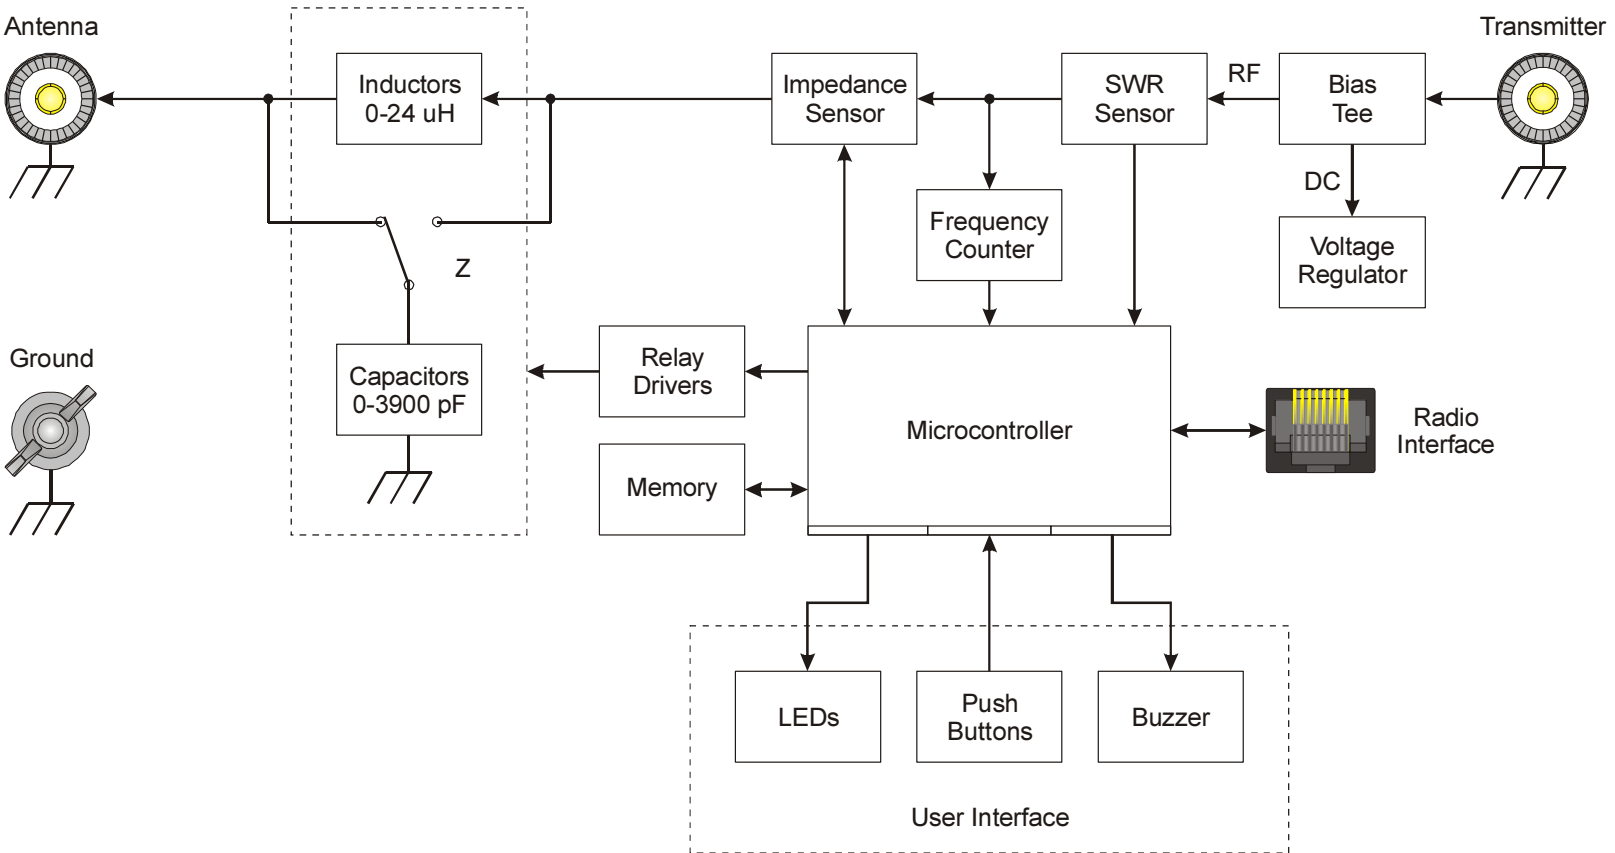 Antenna
Transmitter
Inductors
0-24 uH
Impedance
Sensor
SWR
Sensor
RF
Bias
Tee
DC
Frequency
Counter
Voltage
Regulator
Z
Ground
Capacitors
0-3900 pF
Relay
Drivers
Microcontroller
Radio
Interface
Memory
LEDs
Push
Buttons
Buzzer
User Interface